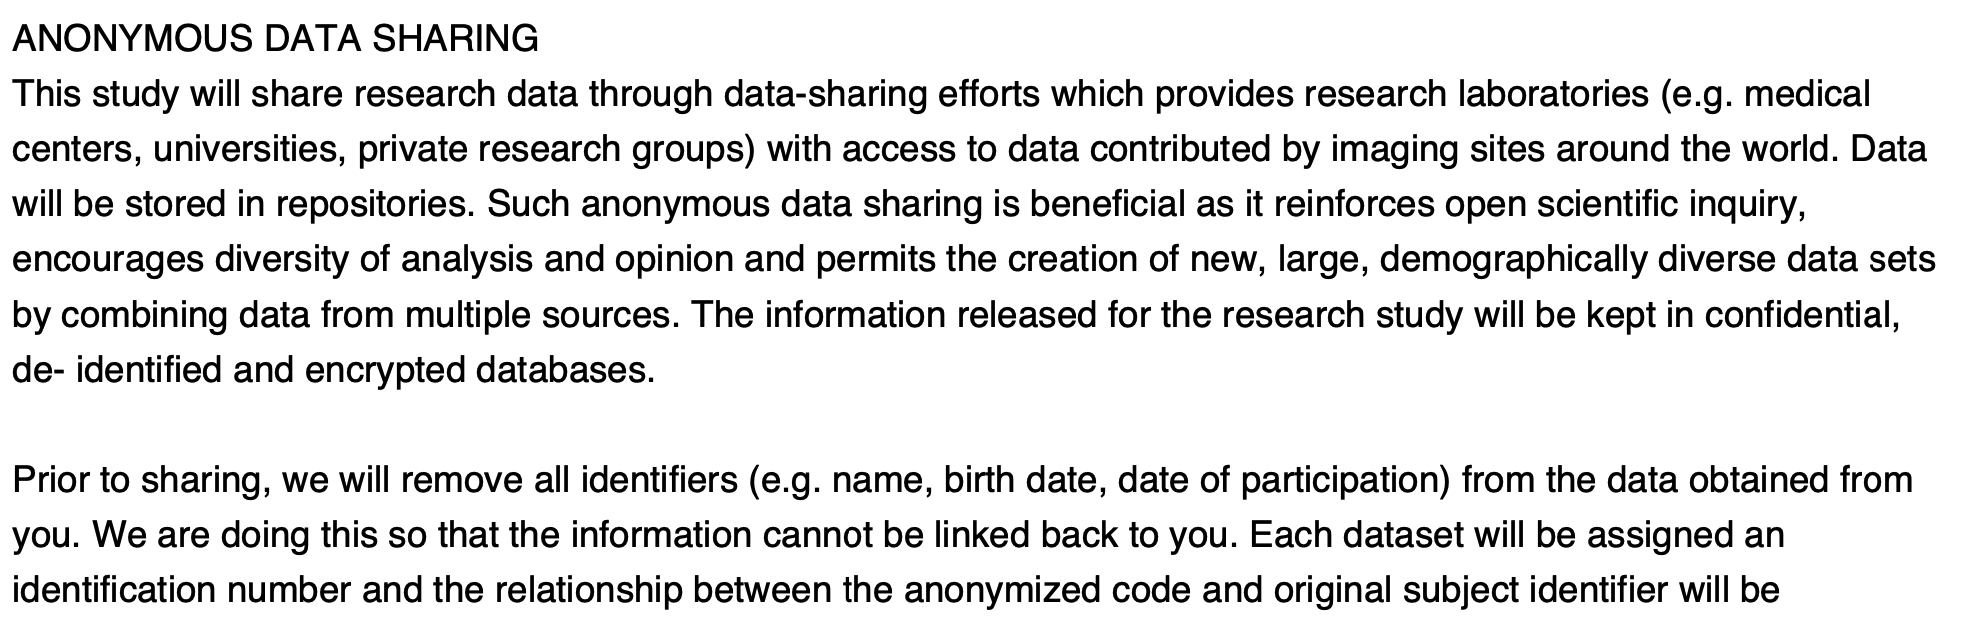 ANONYMOUS DATA SHARING
This study will share research data through data-sharing efforts which provides research laboratories (e.g. medical
centers, universities, private research groups) with access to data contributed by imaging sites around the world. Data
will be stored in repositories. Such anonymous data sharing is beneficial as it reinforces open scientific inquiry,
encourages diversity of analysis and opinion and permits the creation of new, large, demographically diverse data sets
by combining data from multiple sources. The information released for the research study will be kept in confidential,
de- identified and encrypted databases.
Prior to sharing, we will remove all identifiers (e.g. name, birth date, date of participation) from the data obtained from
you. We are doing this so that the information cannot be linked back to you. Each dataset will be assigned an
identification number and the relationship between the anonymized code and original subject identifier will be